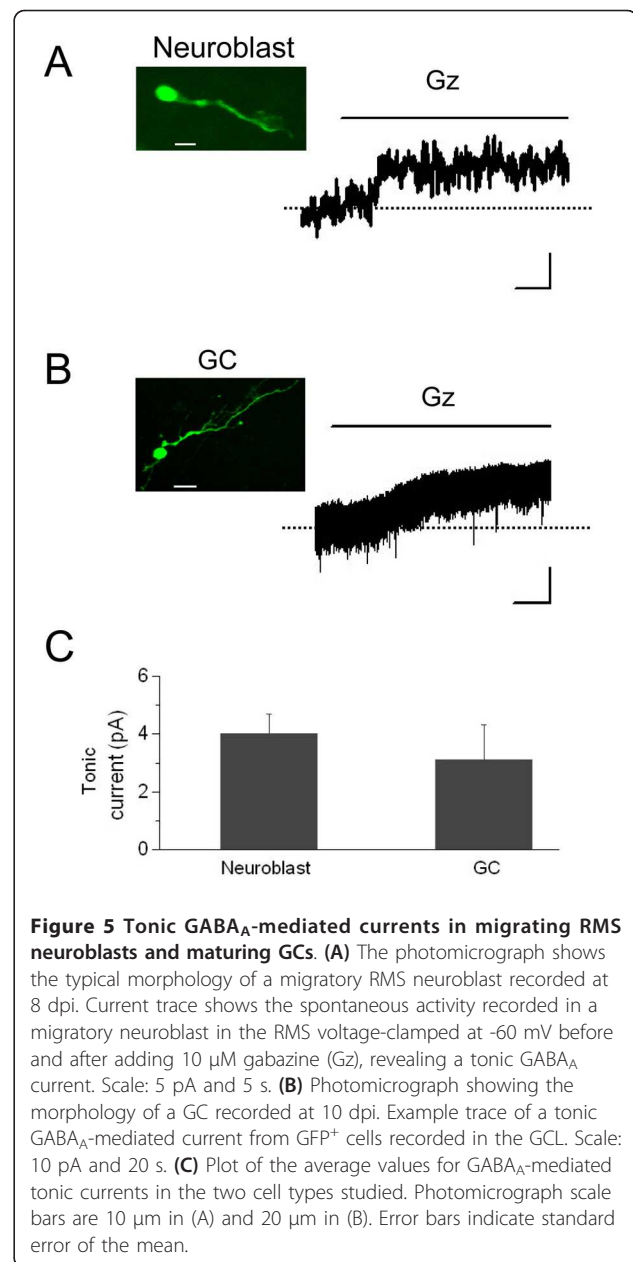 A
Neuroblast
Gz
B
GC
Gz
C
6
4
2
0
Tonic
current (pA)
Neuroblast
GC
Figure 5 Tonic GABAA-mediated currents in migrating RMS
neuroblasts and maturing GCs. (A) The photomicrograph shows
the typical morphology of a migratory RMS neuroblast recorded at
8 dpi. Current trace shows the spontaneous activity recorded in a
migratory neuroblast in the RMS voltage-clamped at -60 mV before
and after adding 10 μM gabazine (Gz), revealing a tonic GABAA
current. Scale: 5 pA and 5 s. (B) Photomicrograph showing the
morphology of a GC recorded at 10 dpi. Example trace of a tonic
GABAA-mediated current from GFP+ cells recorded in the GCL. Scale:
10 pA and 20 s. (C) Plot of the average values for GABAA-mediated
tonic currents in the two cell types studied. Photomicrograph scale
bars are 10 μm in (A) and 20 μm in (B). Error bars indicate standard
error of the mean.